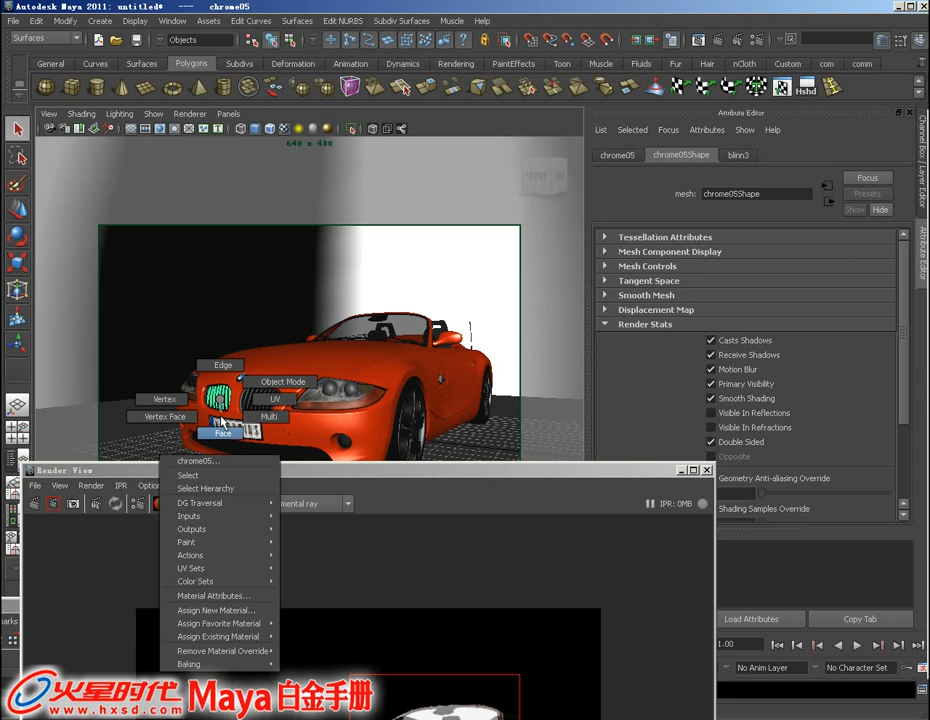 Autodesk Maya 2011: untitled* --- chrome05
File Edit Modify Create Display Window Assets Edit Curves Surfaces Edit NURBS Subdiv Surfaces Muscle Help
Surfaces Objects
General Curves Surfaces Polygons Subdivs Deformation Animation Dynamics Rendering PaintEffects Toon Muscle Fluids Fur Hair nCloth Custom com comm
Hshd
View Shading Lighting Show Renderer Panels
640 x 480
Attribute Editor
List Selected Focus Attributes Show Help
chrome05 chrome05Shape blinn3
mesh: chrome05Shape
Focus
Presets
Show Hide
Channel Box / Layer Editor
Attribute Editor
Tessellation Attributes
Mesh Component Display
Mesh Controls
Tangent Space
Smooth Mesh
Displacement Map
Render Stats
Casts Shadows
Receive Shadows
Motion Blur
Primary Visibility
Smooth Shading
Visible In Reflections
Visible In Refractions
Double Sided
Opposite
Geometry Anti-aliasing Override
Shading Samples Override
Load Attributes Copy Tab
Edge
Object Mode
Vertex UV
Vertex Face Multi
Face
Render View
File View Render IPR
mental ray
IPR: 0MB
chrome05...
Select
Select Hierarchy
DG Traversal
Inputs
Outputs
Paint
Actions
UV Sets
Color Sets
Material Attributes...
Assign New Material...
Assign Favorite Material
Assign Existing Material
Remove Material Override
Baking
1.00
No Anim Layer No Character Set
火星时代 Maya 白金手册
www.hxsd.com